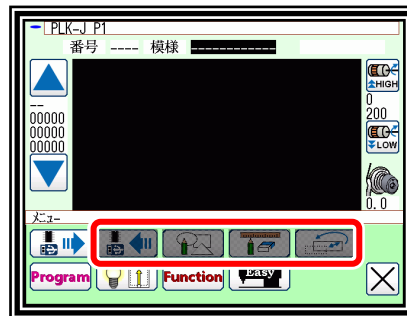 PLK-J P1
番号 ---- 模様 ------------
HIGH
0
200
LOW
0.0
--
00000
00000
00000
メニュー
Program
Function
Easy